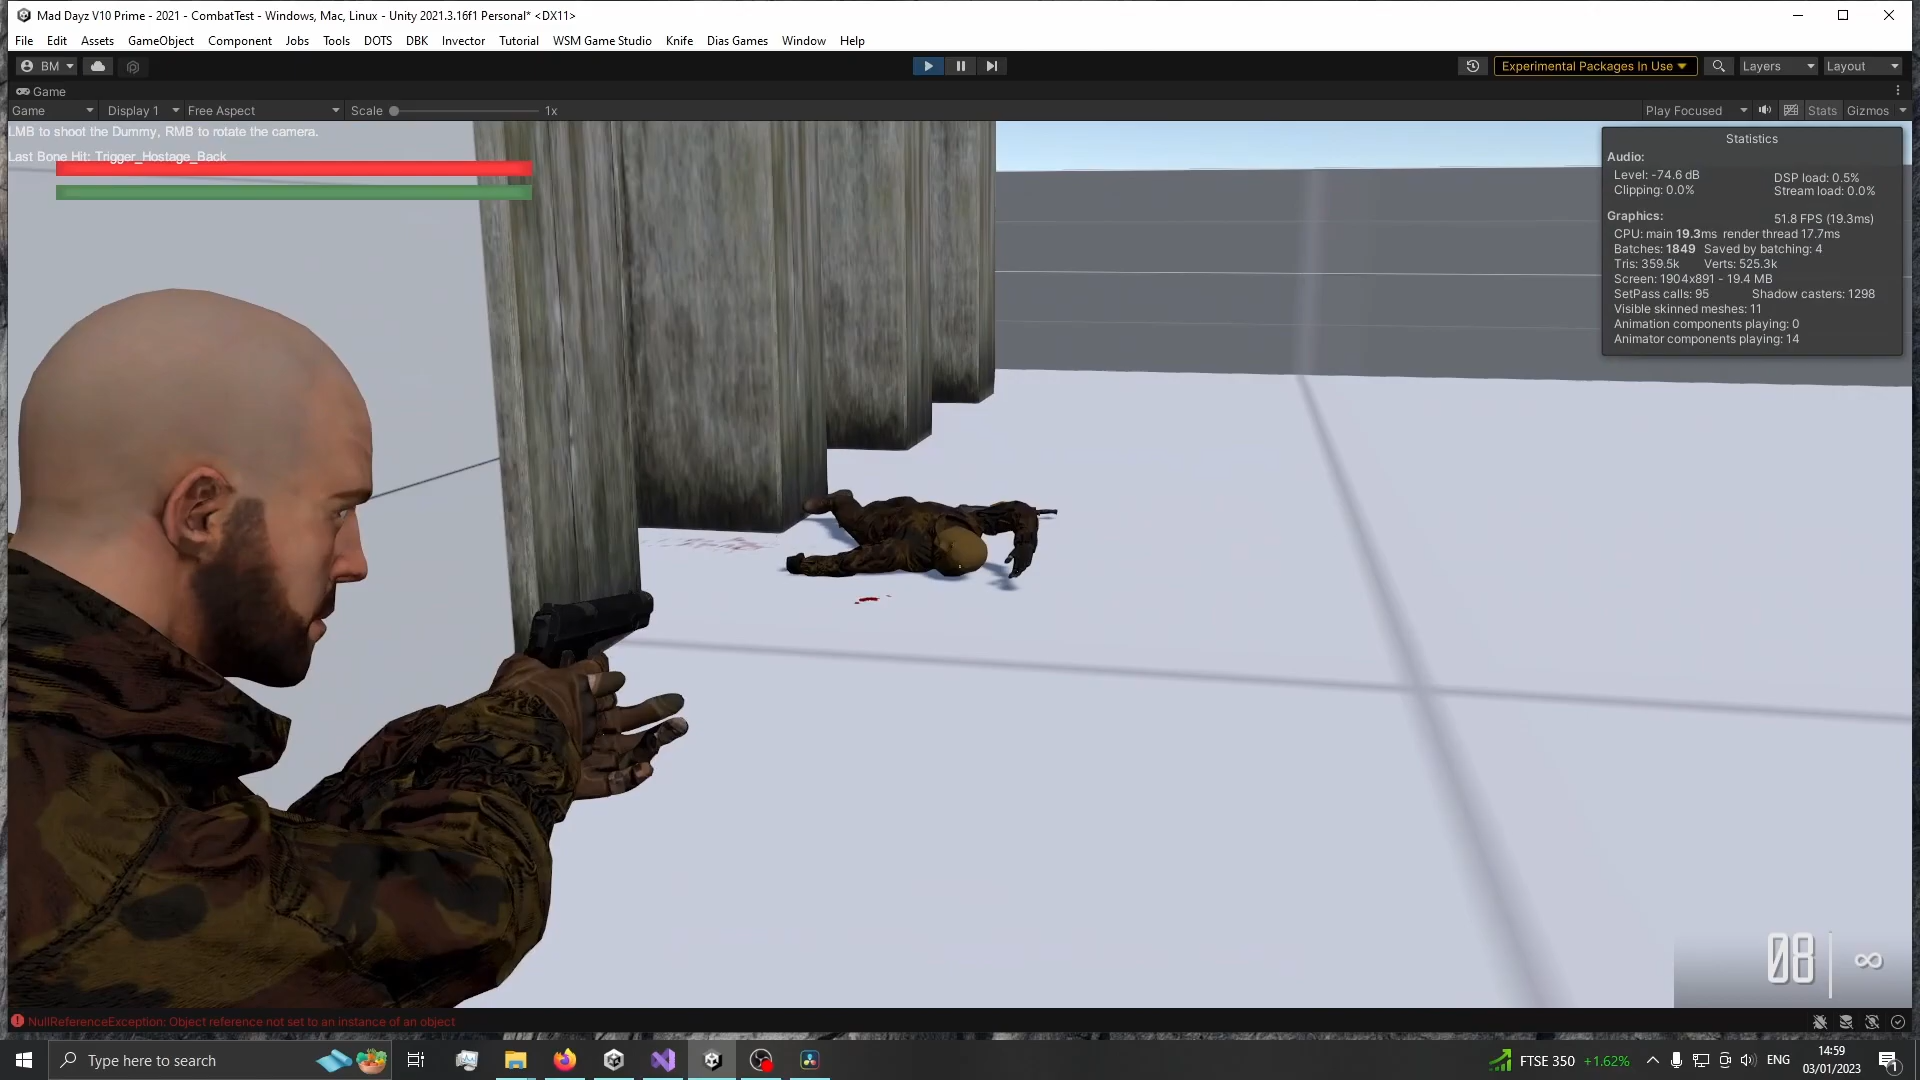 Mad Dayz V10 Prime - 2021 - CombatTest - Windows, Mac, Linux - Unity 2021.3.16f1 Personal* <DX11>
File Edit Assets GameObject Component Jobs Tools DOTS DBK Invector Tutorial WSM Game Studio Knife Dias Games Window Help
BM Experimental Packages In Use Layers Layout
Game
Game Display 1 Free Aspect Scale 1x Play Focused Stats Gizmos
LMB to shoot the Dummy, RMB to rotate the camera.
Last Bone Hit: Trigger_Hostage_Back
Statistics
Audio:
Level: -74.6 dB DSP load: 0.5%
Clipping: 0.0% Stream load: 0.0%
Graphics: 51.8 FPS (19.3ms)
CPU: main 19.3ms render thread 17.7ms
Batches: 1849 Saved by batching: 4
Tris: 359.5k Verts: 525.3k
Screen: 1904x891 - 19.4 MB
SetPass calls: 95 Shadow casters: 1298
Visible skinned meshes: 11
Animation components playing: 0
Animator components playing: 14
08 ∞
NullReferenceException: Object reference not set to an instance of an object
Type here to search
FTSE 350 +1.62% ENG
14:59
03/01/2023
1